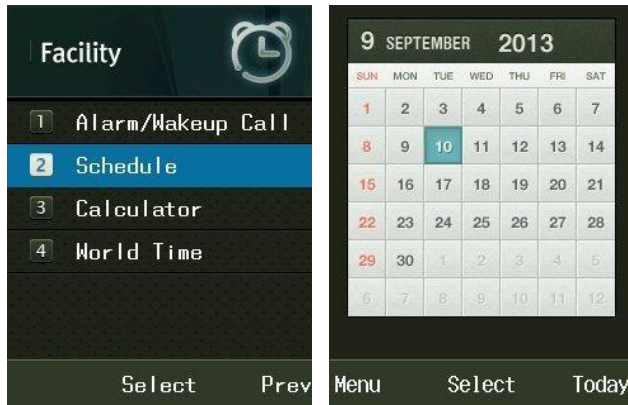 Facility
1 Alarm/Wakeup Call
2 Schedule
3 Calculator
4 World Time
Select Prev
9 SEPTEMBER 2013
SUN MON TUE WED THU FRI SAT
1 2 3 4 5 6 7
8 9 10 11 12 13 14
15 16 17 18 19 20 21
22 23 24 25 26 27 28
29 30 1 2 3 4 5
6 7 8 9 10 11 12
Menu Select Today